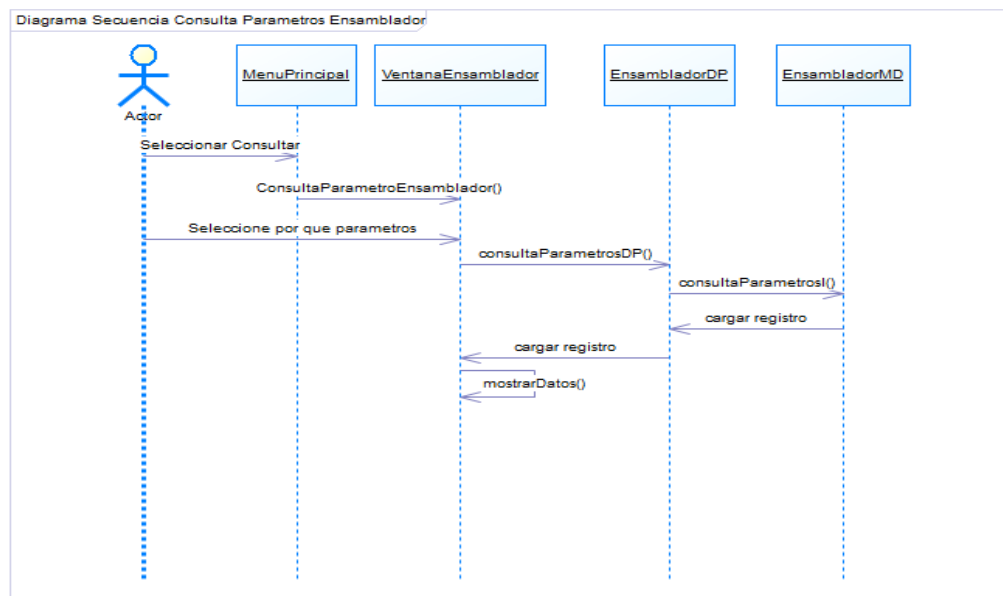 Diagrama Secuencia Consulta Parametros Ensamblador
MenuPrincipal
VentanaEnsamblador
EnsambladorDP
EnsambladorMD
Actor
Seleccionar Consultar
ConsultaParametroEnsamblador()
Seleccione por que parametros
consultaParametrosDP()
consultaParametrosI()
cargar registro
cargar registro
mostrarDatos()